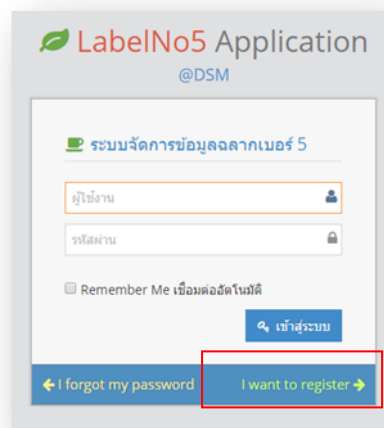 LabelNo5 Application
@DSM
ระบบจัดการข้อมูลฉลากเบอร์ 5
ผู้ใช้งาน
รหัสผ่าน
Remember Me เชื่อมต่ออัตโนมัติ
เข้าสู่ระบบ
I forgot my password I want to register